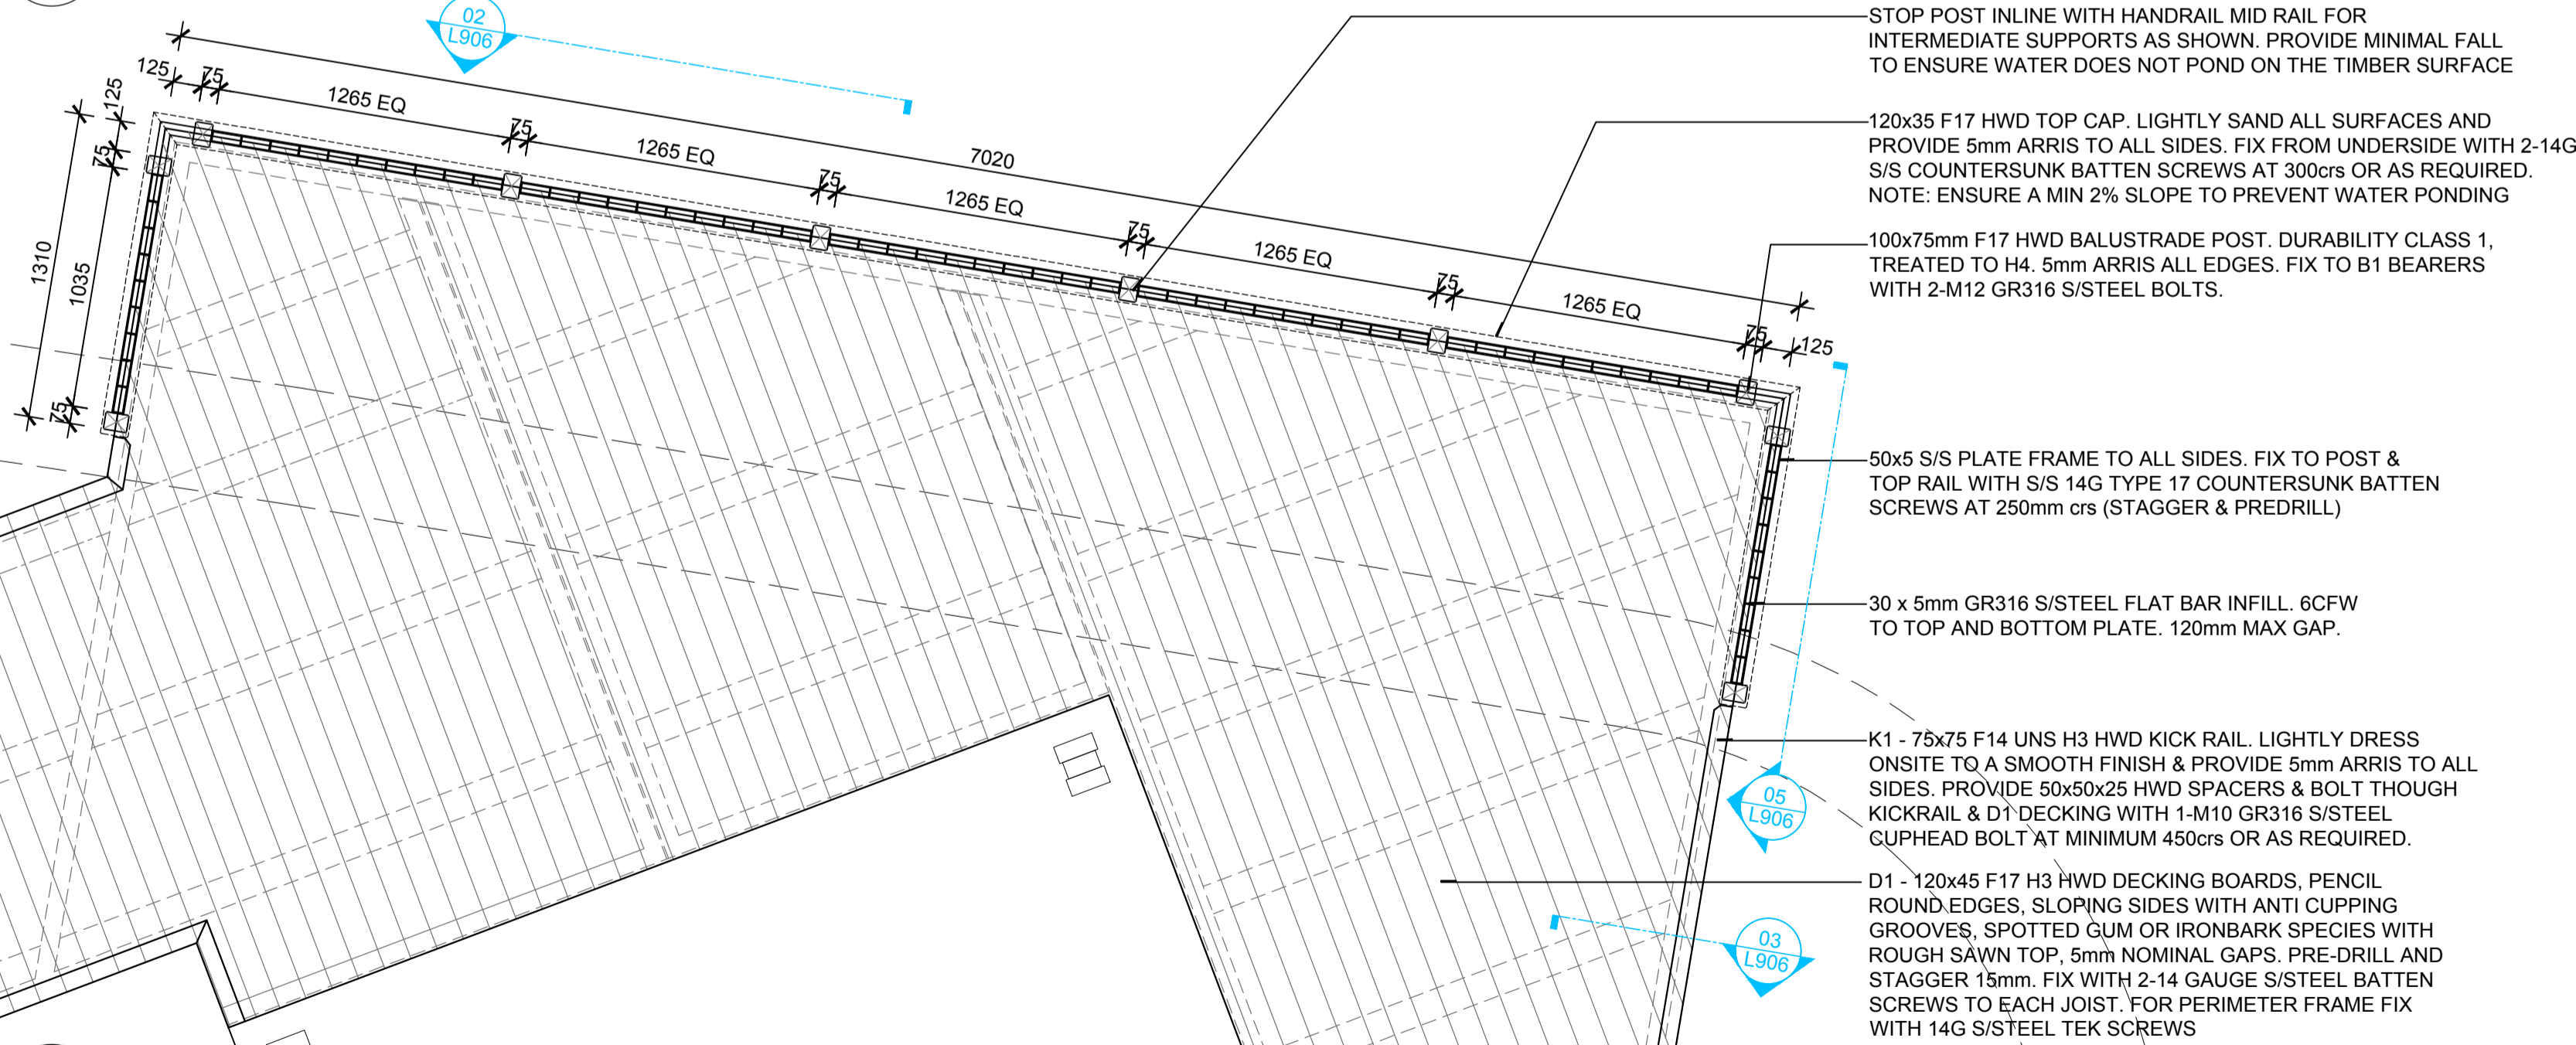 02
L906
125
75
1265 EQ
75
1265 EQ
75
1265 EQ
75
1265 EQ
75
1265 EQ
75
125
7020
125
75
1310
1035
75
STOP POST INLINE WITH HANDRAIL MID RAIL FOR
INTERMEDIATE SUPPORTS AS SHOWN. PROVIDE MINIMAL FALL
TO ENSURE WATER DOES NOT POND ON THE TIMBER SURFACE
120x35 F17 HWD TOP CAP. LIGHTLY SAND ALL SURFACES AND
PROVIDE 5mm ARRIS TO ALL SIDES. FIX FROM UNDERSIDE WITH 2-14G
S/S COUNTERSUNK BATTEN SCREWS AT 300crs OR AS REQUIRED.
NOTE: ENSURE A MIN 2% SLOPE TO PREVENT WATER PONDING
100x75mm F17 HWD BALUSTRADE POST. DURABILITY CLASS 1,
TREATED TO H4. 5mm ARRIS ALL EDGES. FIX TO B1 BEARERS
WITH 2-M12 GR316 S/STEEL BOLTS.
50x5 S/S PLATE FRAME TO ALL SIDES. FIX TO POST &
TOP RAIL WITH S/S 14G TYPE 17 COUNTERSUNK BATTEN
SCREWS AT 250mm crs (STAGGER & PREDRILL)
30 x 5mm GR316 S/STEEL FLAT BAR INFILL. 6CFW
TO TOP AND BOTTOM PLATE. 120mm MAX GAP.
K1 - 75x75 F14 UNS H3 HWD KICK RAIL. LIGHTLY DRESS
ONSITE TO A SMOOTH FINISH & PROVIDE 5mm ARRIS TO ALL
SIDES. PROVIDE 50x50x25 HWD SPACERS & BOLT THOUGH
KICKRAIL & D1 DECKING WITH 1-M10 GR316 S/STEEL
CUPHEAD BOLT AT MINIMUM 450crs OR AS REQUIRED.
05
L906
D1 - 120x45 F17 H3 HWD DECKING BOARDS, PENCIL
ROUND EDGES, SLOPING SIDES WITH ANTI CUPPING
GROOVES, SPOTTED GUM OR IRONBARK SPECIES WITH
ROUGH SAWN TOP, 5mm NOMINAL GAPS. PRE-DRILL AND
STAGGER 15mm. FIX WITH 2-14 GAUGE S/STEEL BATTEN
SCREWS TO EACH JOIST. FOR PERIMETER FRAME FIX
WITH 14G S/STEEL TEK SCREWS
03
L906